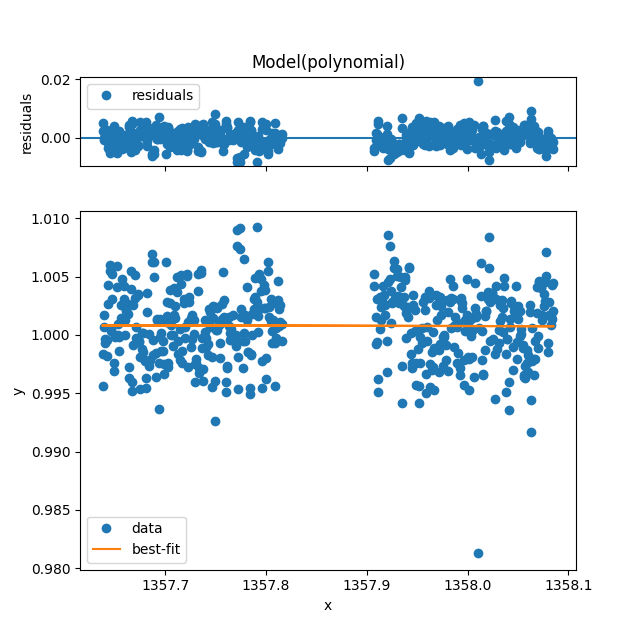 Model(polynomial)
residuals
0.02
0.00
residuals
1.010
1.005
1.000
0.995
0.990
0.985
0.980
y
data
best-fit
1357.7 1357.8 1357.9 1358.0 1358.1
x